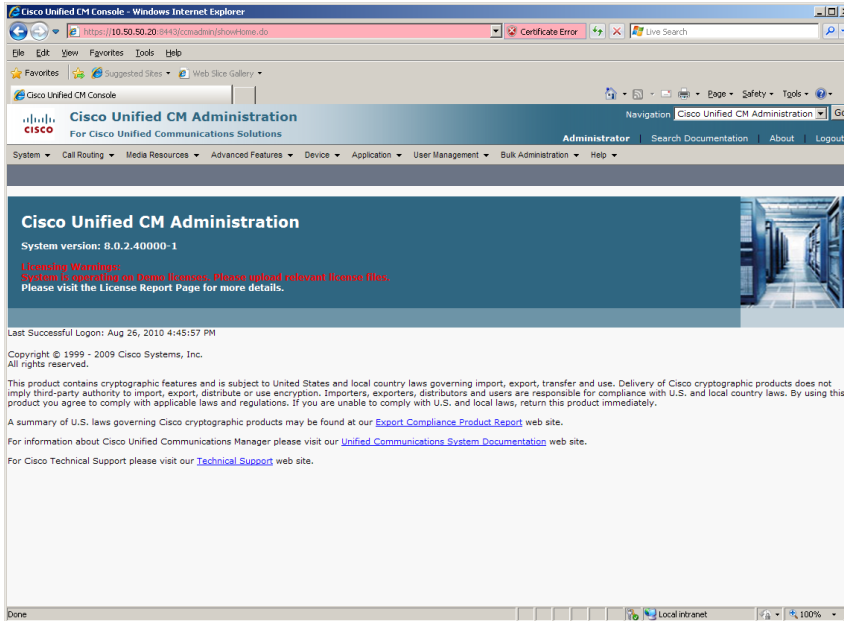 Cisco Unified CM Console - Windows Internet Explorer
https://10.50.50.20:8443/ccmadmin/showHome.do
Certificate Error
Live Search
File Edit View Favorites Tools Help
Favorites Suggested Sites Web Slice Gallery
Cisco Unified CM Console
Page Safety Tools
CISCO
Cisco Unified CM Administration
For Cisco Unified Communications Solutions
Navigation Cisco Unified CM Administration Go
Administrator | Search Documentation | About | Logout
System Call Routing Media Resources Advanced Features Device Application User Management Bulk Administration Help
Cisco Unified CM Administration
System version: 8.0.2.40000-1
Licensing Warnings:
System is operating on Demo licenses. Please upload relevant license files.
Please visit the License Report Page for more details.
Last Successful Logon: Aug 26, 2010 4:45:57 PM
Copyright © 1999 - 2009 Cisco Systems, Inc.
All rights reserved.
This product contains cryptographic features and is subject to United States and local country laws governing import, export, transfer and use. Delivery of Cisco cryptographic products does not
imply third-party authority to import, export, distribute or use encryption. Importers, exporters, distributors and users are responsible for compliance with U.S. and local country laws. By using this
product you agree to comply with applicable laws and regulations. If you are unable to comply with U.S. and local laws, return this product immediately.
A summary of U.S. laws governing Cisco cryptographic products may be found at our Export Compliance Product Report web site.
For information about Cisco Unified Communications Manager please visit our Unified Communications System Documentation web site.
For Cisco Technical Support please visit our Technical Support web site.
Done
Local intranet
100%